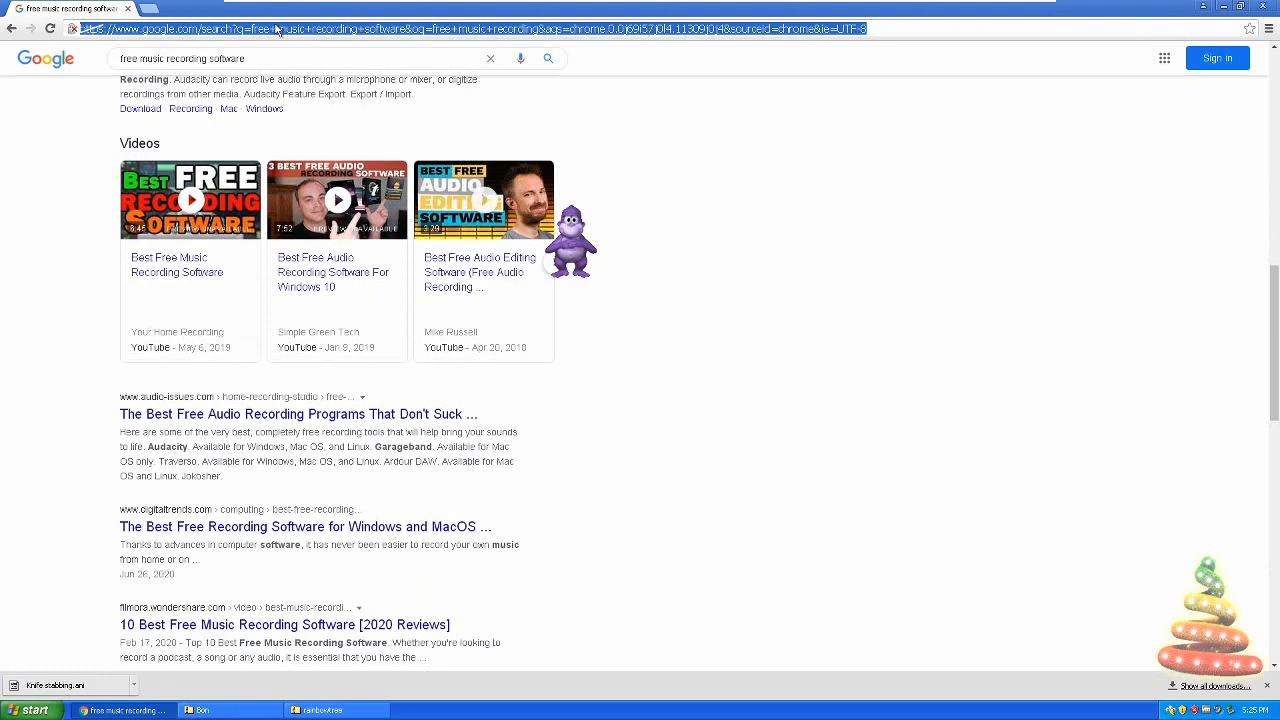 free music recording softwar
https://www.google.com/search?q=free+music+recording+software&oq=free+music+recording&aqs=chrome.0.0j69i57j0l4.11309j0j4&sourceid=chrome&ie=UTF-8
Google
free music recording software
Sign in
Recording. Audacity can record live audio through a microphone or mixer, or digitize
recordings from other media. Audacity Feature Export. Export / Import.
Download · Recording · Mac · Windows
Videos
BEST FREE RECORDING SOFTWARE
8:45 PREVIEW UNAVAILABLE
3 BEST FREE AUDIO
RECORDING SOFTWARE
7:52 PREVIEW UNAVAILABLE
BEST FREE
AUDIO
EDITING
SOFTWARE
3:29
Best Free Music
Recording Software
Your Home Recording
YouTube - May 6, 2019
Best Free Audio
Recording Software For
Windows 10
Simple Green Tech
YouTube - Jan 9, 2019
Best Free Audio Editing
Software (Free Audio
Recording ...
Mike Russell
YouTube - Apr 20, 2018
www.audio-issues.com › home-recording-studio › free-...
The Best Free Audio Recording Programs That Don't Suck ...
Here are some of the very best, completely free recording tools that will help bring your sounds
to life. Audacity. Available for Windows, Mac OS, and Linux. Garageband. Available for Mac
OS only. Traverso. Available for Windows, Mac OS, and Linux. Ardour DAW. Available for Mac
OS and Linux. Jokosher.
www.digitaltrends.com › computing › best-free-recording...
The Best Free Recording Software for Windows and MacOS ...
Thanks to advances in computer software, it has never been easier to record your own music
from home or on ...
Jun 26, 2020
filmora.wondershare.com › video › best-music-recordi...
10 Best Free Music Recording Software [2020 Reviews]
Feb 17, 2020 - Top 10 Best Free Music Recording Software. Whether you're looking to
record a podcast, a song or any audio, it is essential that you have the ...
Knife stabbing.ani
Show all downloads...
start
free music recording ...
Bon
rainbowtree
5:25 PM